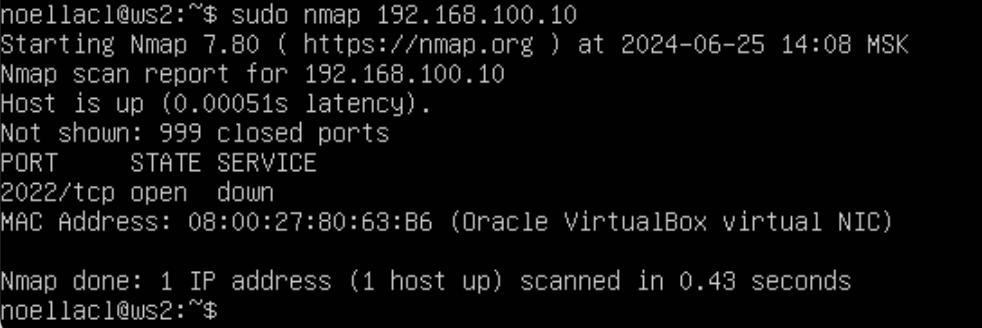 noellacl@ws2:~$ sudo nmap 192.168.100.10
Starting Nmap 7.80 ( https://nmap.org ) at 2024-06-25 14:08 MSK
Nmap scan report for 192.168.100.10
Host is up (0.00051s latency).
Not shown: 999 closed ports
PORT     STATE SERVICE
2022/tcp open  down
MAC Address: 08:00:27:80:63:B6 (Oracle VirtualBox virtual NIC)

Nmap done: 1 IP address (1 host up) scanned in 0.43 seconds
noellacl@ws2:~$